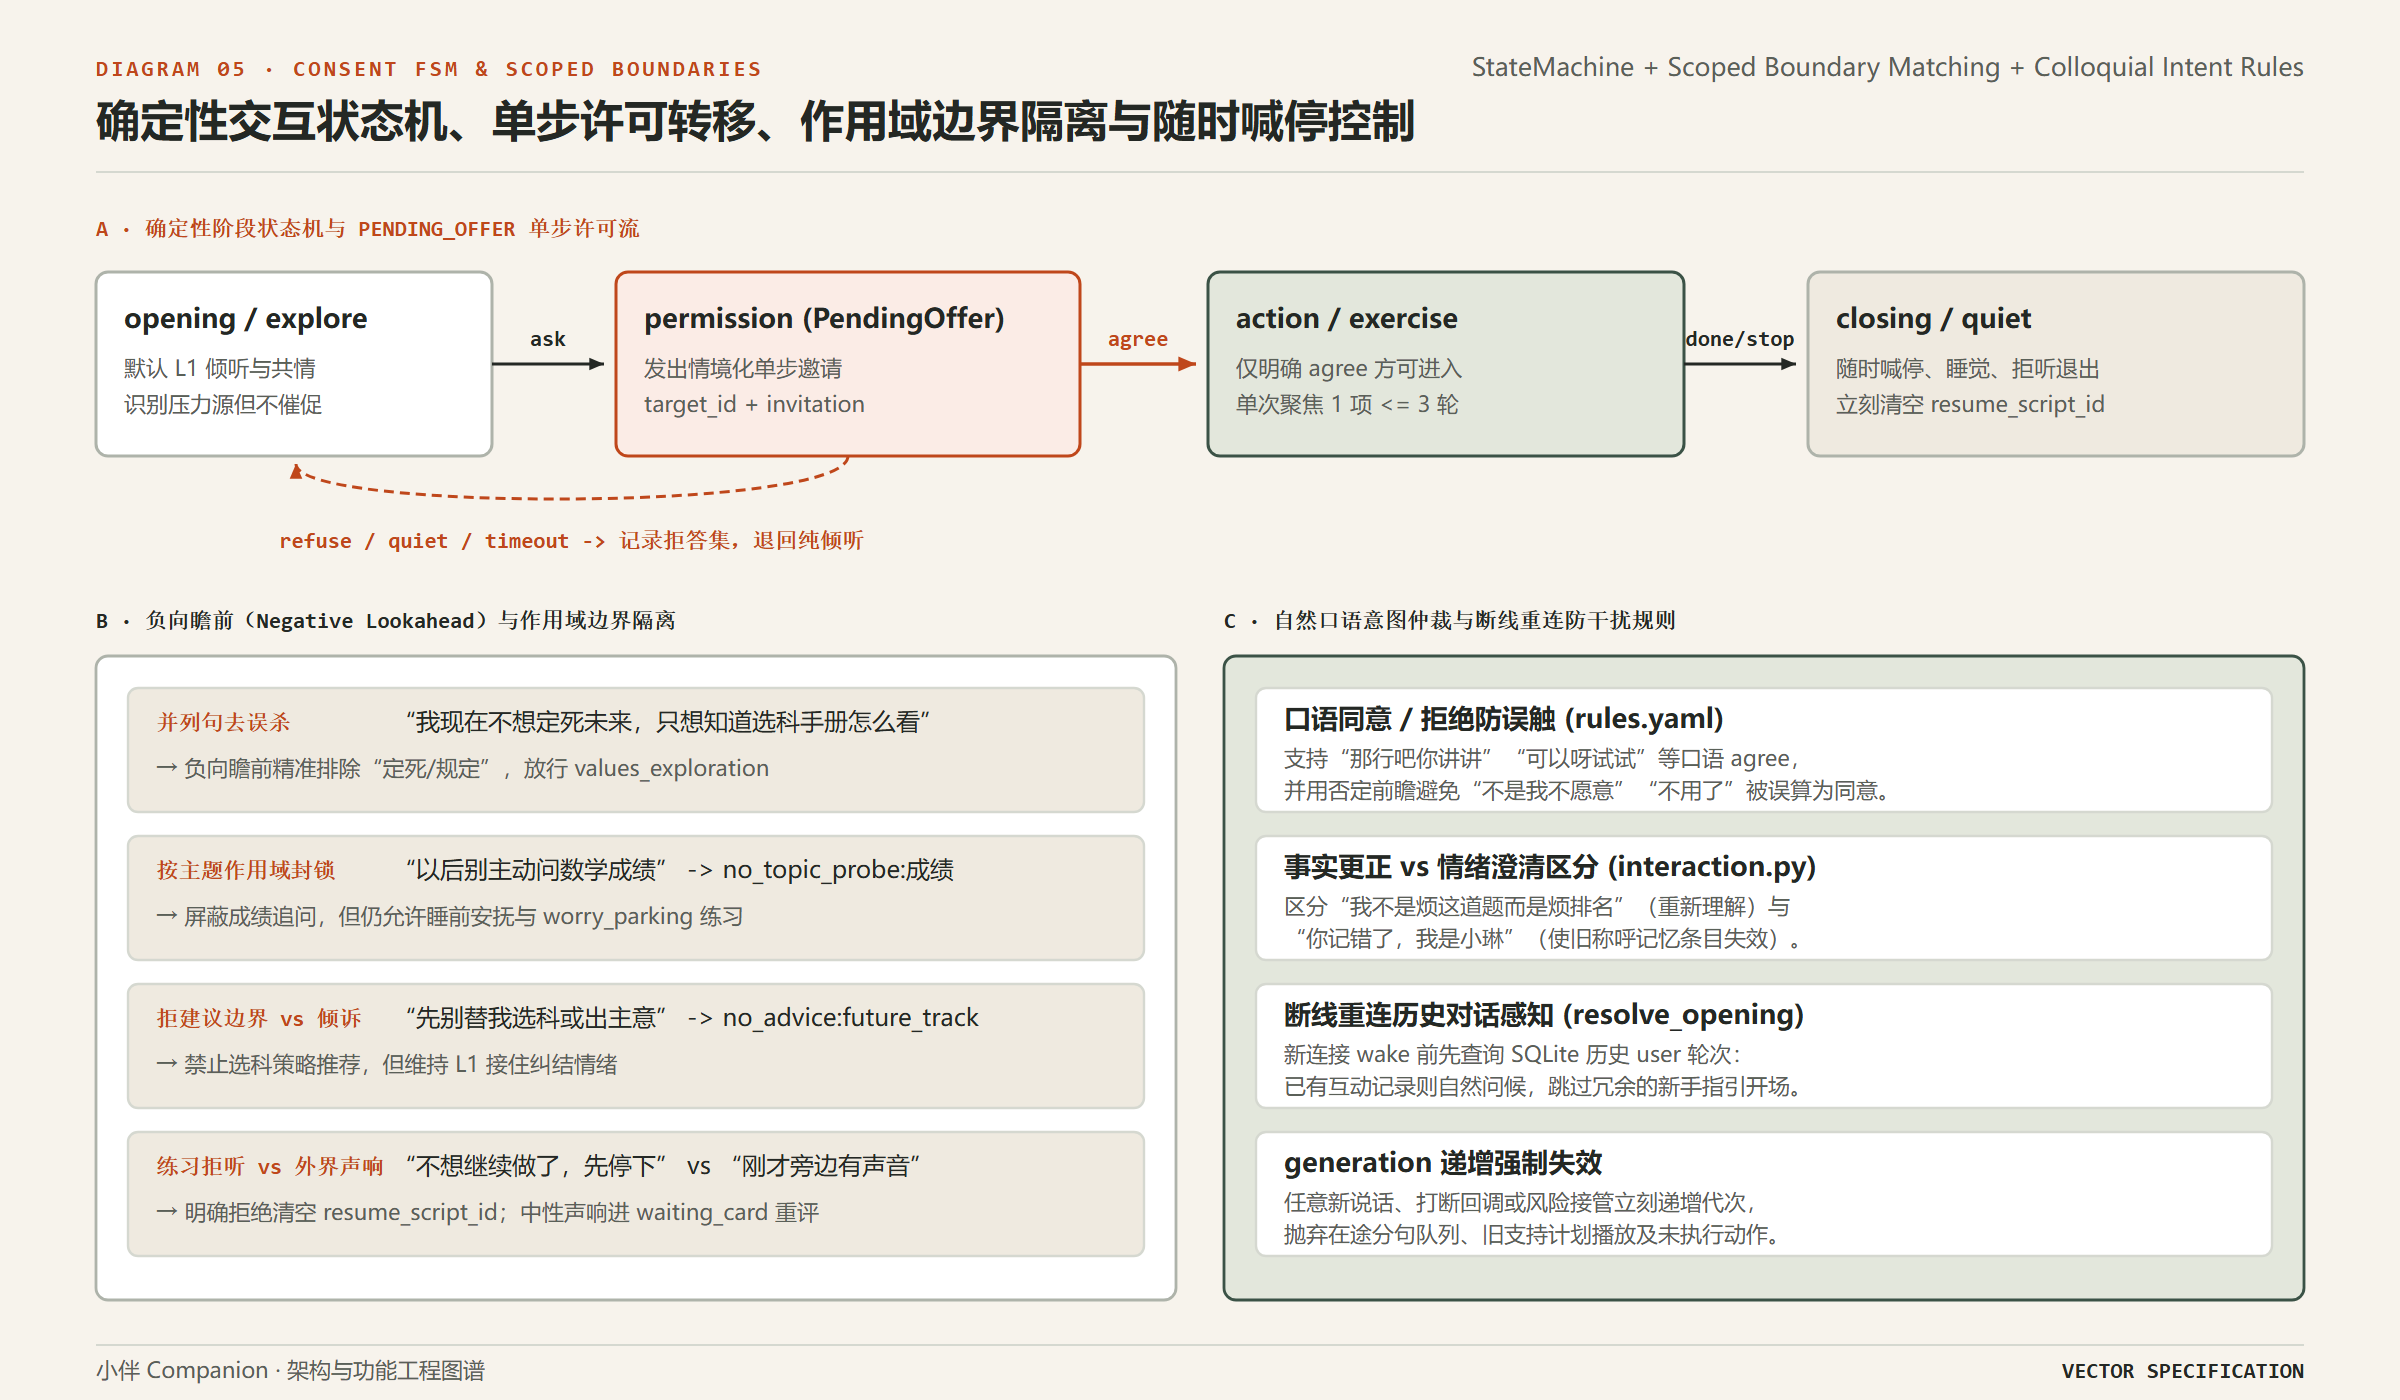 DIAGRAM 05 · CONSENT FSM & SCOPED BOUNDARIES
StateMachine + Scoped Boundary Matching + Colloquial Intent Rules
确定性交互状态机、单步许可转移、作用域边界隔离与随时喊停控制
A · 确定性阶段状态机与 PENDING_OFFER 单步许可流
opening / explore
默认 L1 倾听与共情
识别压力源但不催促
ask
permission (PendingOffer)
发出情境化单步邀请
target_id + invitation
agree
action / exercise
仅明确 agree 方可进入
单次聚焦 1 项 <= 3 轮
done/stop
closing / quiet
随时喊停、睡觉、拒听退出
立刻清空 resume_script_id
refuse / quiet / timeout -> 记录拒答集，退回纯倾听
B · 负向瞻前（Negative Lookahead）与作用域边界隔离
并列句去误杀 “我现在不想定死未来，只想知道选科手册怎么看”
→ 负向瞻前精准排除“定死/规定”，放行 values_exploration
按主题作用域封锁 “以后别主动问数学成绩” -> no_topic_probe:成绩
→ 屏蔽成绩追问，但仍允许睡前安抚与 worry_parking 练习
拒建议边界 vs 倾诉 “先别替我选科或出主意” -> no_advice:future_track
→ 禁止选科策略推荐，但维持 L1 接住纠结情绪
练习拒听 vs 外界声响 “不想继续做了，先停下” vs “刚才旁边有声音”
→ 明确拒绝清空 resume_script_id；中性声响进 waiting_card 重评
C · 自然口语意图仲裁与断线重连防干扰规则
口语同意 / 拒绝防误触 (rules.yaml)
支持“那行吧你讲讲”“可以呀试试”等口语 agree，
并用否定前瞻避免“不是我不愿意”“不用了”被误算为同意。
事实更正 vs 情绪澄清区分 (interaction.py)
区分“我不是烦这道题而是烦排名”（重新理解）与
“你记错了，我是小琳”（使旧称呼记忆条目失效）。
断线重连历史对话感知 (resolve_opening)
新连接 wake 前先查询 SQLite 历史 user 轮次：
已有互动记录则自然问候，跳过冗余的新手指引开场。
generation 递增强制失效
任意新说话、打断回调或风险接管立刻递增代次，
抛弃在途分句队列、旧支持计划播放及未执行动作。
小伴 Companion · 架构与功能工程图谱
VECTOR SPECIFICATION